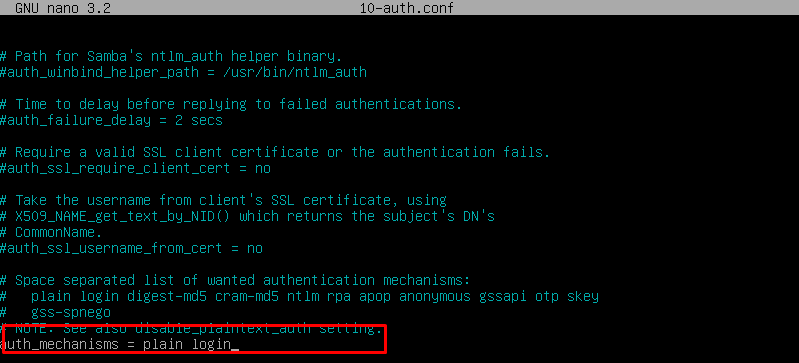 GNU nano 3.2 10-auth.conf
# Path for Samba's ntlm_auth helper binary.
#auth_winbind_helper_path = /usr/bin/ntlm_auth
# Time to delay before replying to failed authentications.
#auth_failure_delay = 2 secs
# Require a valid SSL client certificate or the authentication fails.
#auth_ssl_require_client_cert = no
# Take the username from client's SSL certificate, using
# X509_NAME_get_text_by_NID() which returns the subject's DN's
# CommonName.
#auth_ssl_username_from_cert = no
# Space separated list of wanted authentication mechanisms:
#   plain login digest-md5 cram-md5 ntlm rpa apop anonymous gssapi otp skey
#   gss-spnego
# NOTE: See also disable_plaintext_auth setting.
auth_mechanisms = plain login